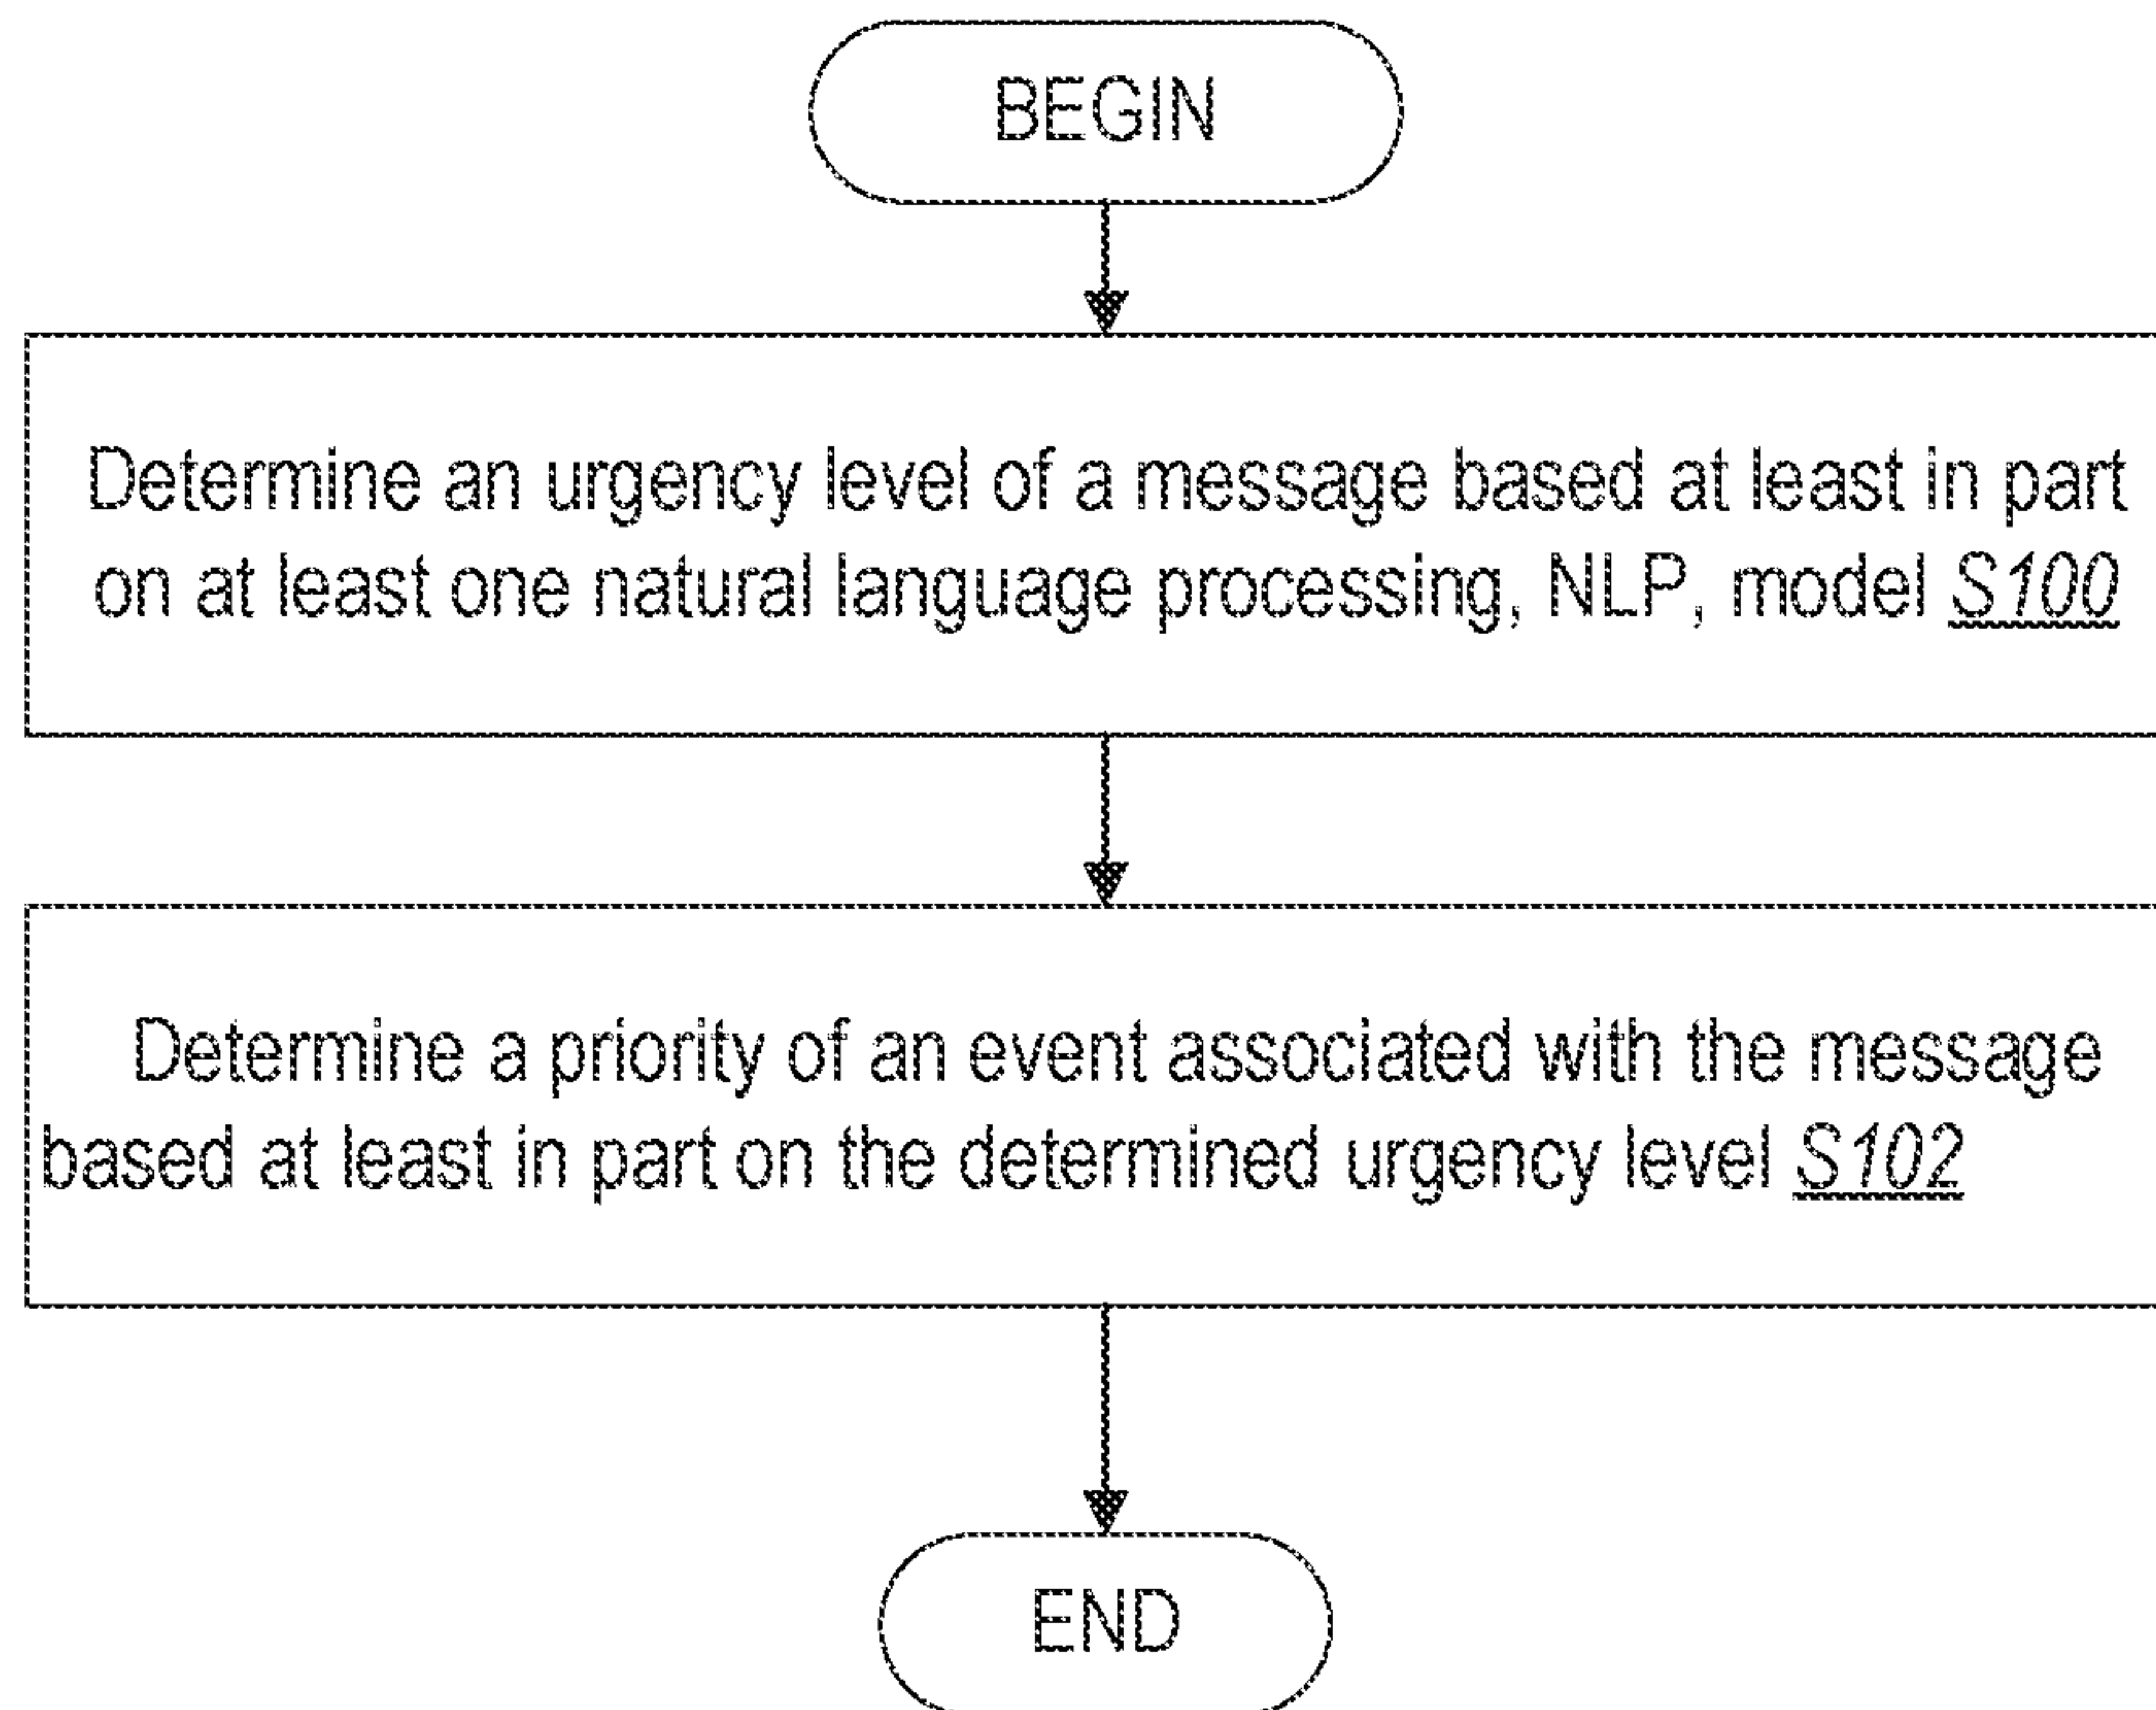 BEGIN
Determine an urgency level of a message based at least in part
on at least one natural language processing, NLP, model S100
Determine a priority of an event associated with the message
based at least in part on the determined urgency level S102
END